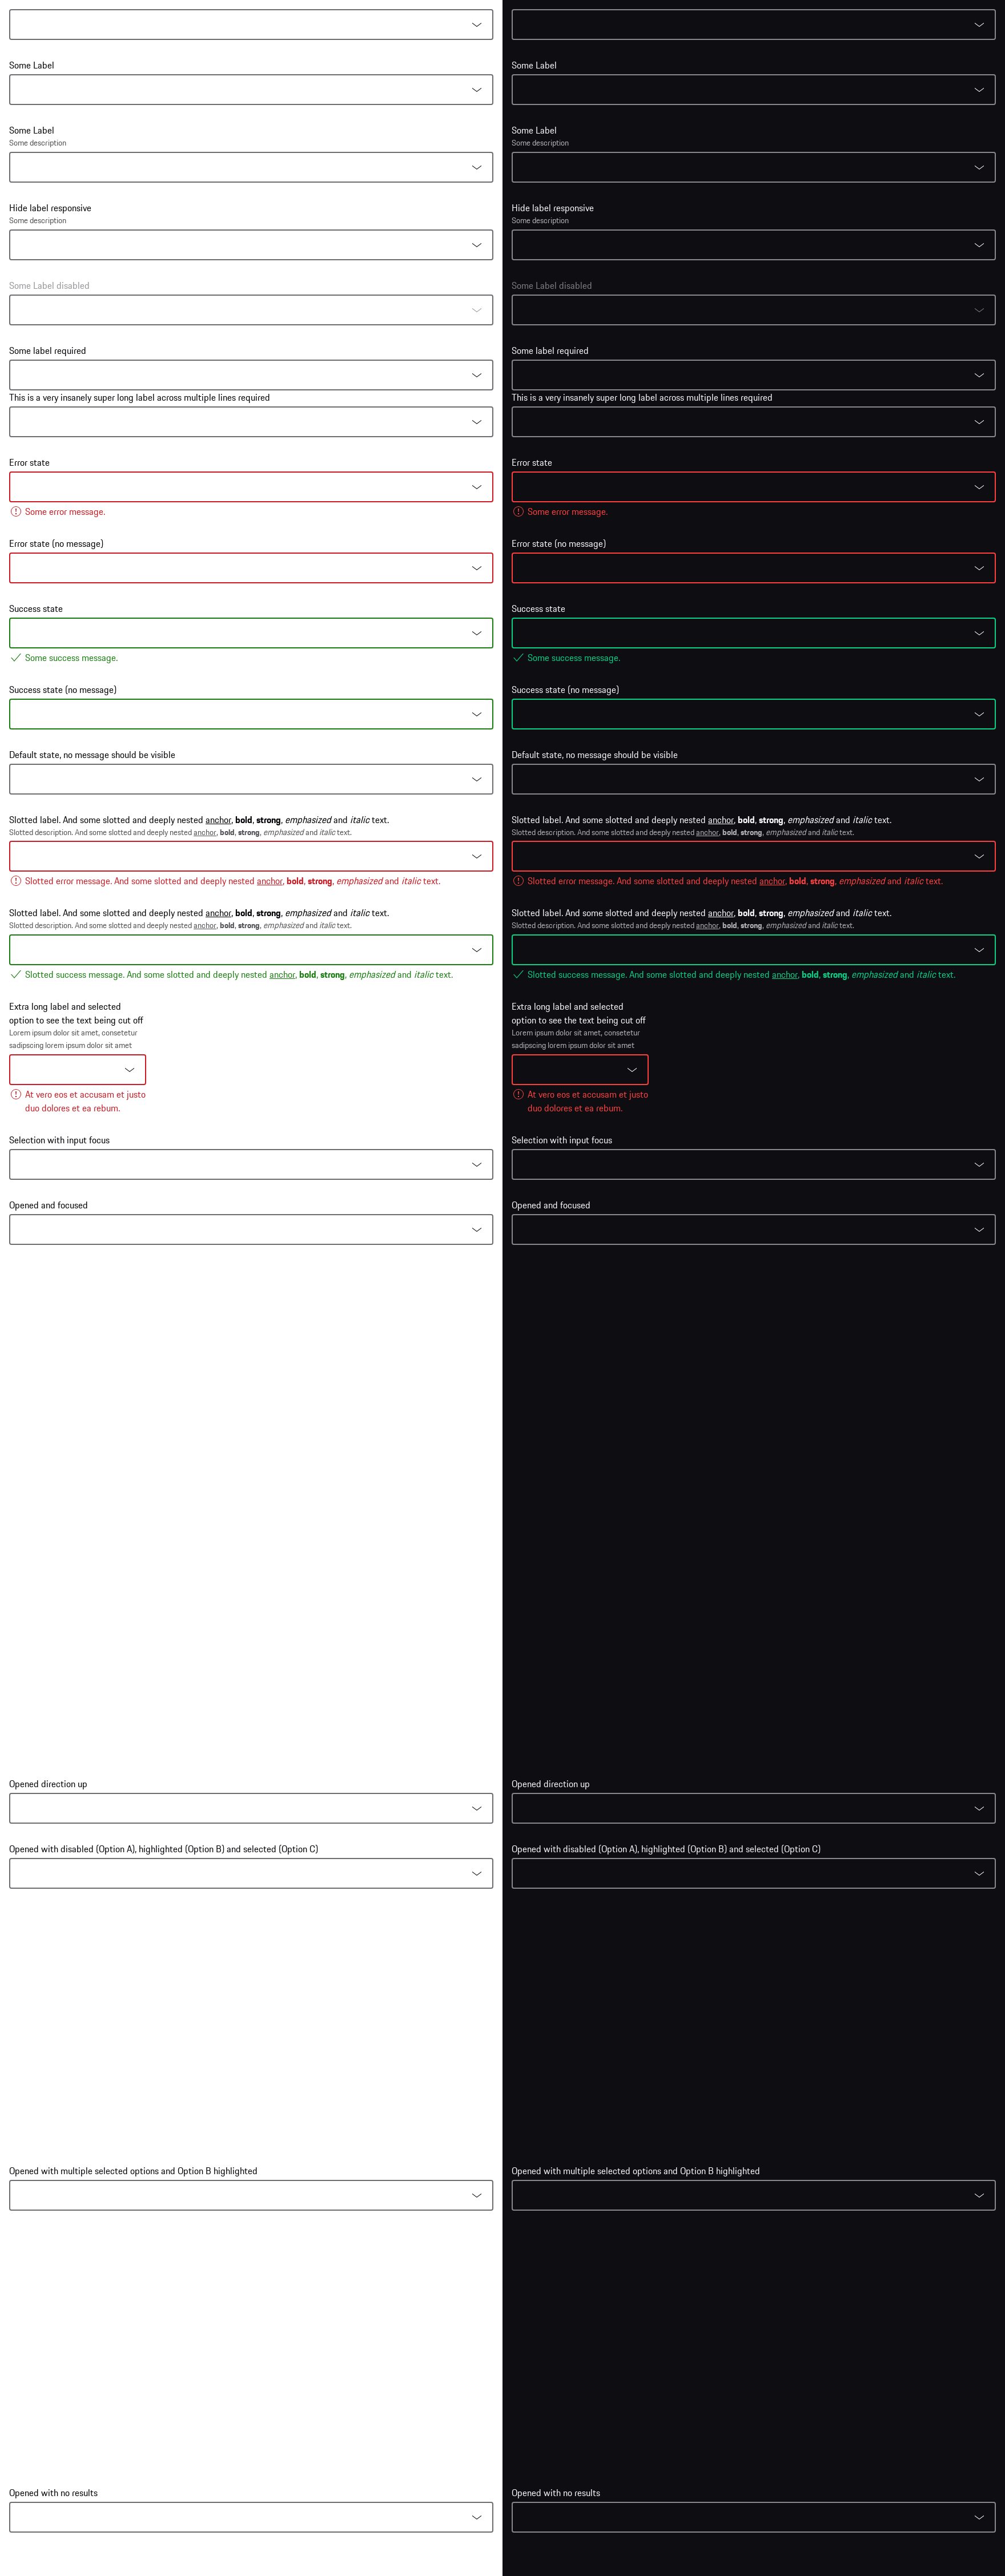 Some Label
Some Label
Some description
Hide label responsive
Some description
Some Label disabled
Some label required
This is a very insanely super long label across multiple lines required
Error state
Some error message.
Error state (no message)
Success state
Some success message.
Success state (no message)
Default state, no message should be visible
Slotted label. And some slotted and deeply nested anchor, bold, strong, emphasized and italic text.
Slotted description. And some slotted and deeply nested anchor, bold, strong, emphasized and italic text.
Slotted error message. And some slotted and deeply nested anchor, bold, strong, emphasized and italic text.
Slotted label. And some slotted and deeply nested anchor, bold, strong, emphasized and italic text.
Slotted description. And some slotted and deeply nested anchor, bold, strong, emphasized and italic text.
Slotted success message. And some slotted and deeply nested anchor, bold, strong, emphasized and italic text.
Extra long label and selected
option to see the text being cut off
Lorem ipsum dolor sit amet, consetetur
sadipscing lorem ipsum dolor sit amet
At vero eos et accusam et justo
duo dolores et ea rebum.
Selection with input focus
Opened and focused
Opened direction up
Opened with disabled (Option A), highlighted (Option B) and selected (Option C)
Opened with multiple selected options and Option B highlighted
Opened with no results
Some Label
Some Label
Some description
Hide label responsive
Some description
Some Label disabled
Some label required
This is a very insanely super long label across multiple lines required
Error state
Some error message.
Error state (no message)
Success state
Some success message.
Success state (no message)
Default state, no message should be visible
Slotted label. And some slotted and deeply nested anchor, bold, strong, emphasized and italic text.
Slotted description. And some slotted and deeply nested anchor, bold, strong, emphasized and italic text.
Slotted error message. And some slotted and deeply nested anchor, bold, strong, emphasized and italic text.
Slotted label. And some slotted and deeply nested anchor, bold, strong, emphasized and italic text.
Slotted description. And some slotted and deeply nested anchor, bold, strong, emphasized and italic text.
Slotted success message. And some slotted and deeply nested anchor, bold, strong, emphasized and italic text.
Extra long label and selected
option to see the text being cut off
Lorem ipsum dolor sit amet, consetetur
sadipscing lorem ipsum dolor sit amet
At vero eos et accusam et justo
duo dolores et ea rebum.
Selection with input focus
Opened and focused
Opened direction up
Opened with disabled (Option A), highlighted (Option B) and selected (Option C)
Opened with multiple selected options and Option B highlighted
Opened with no results